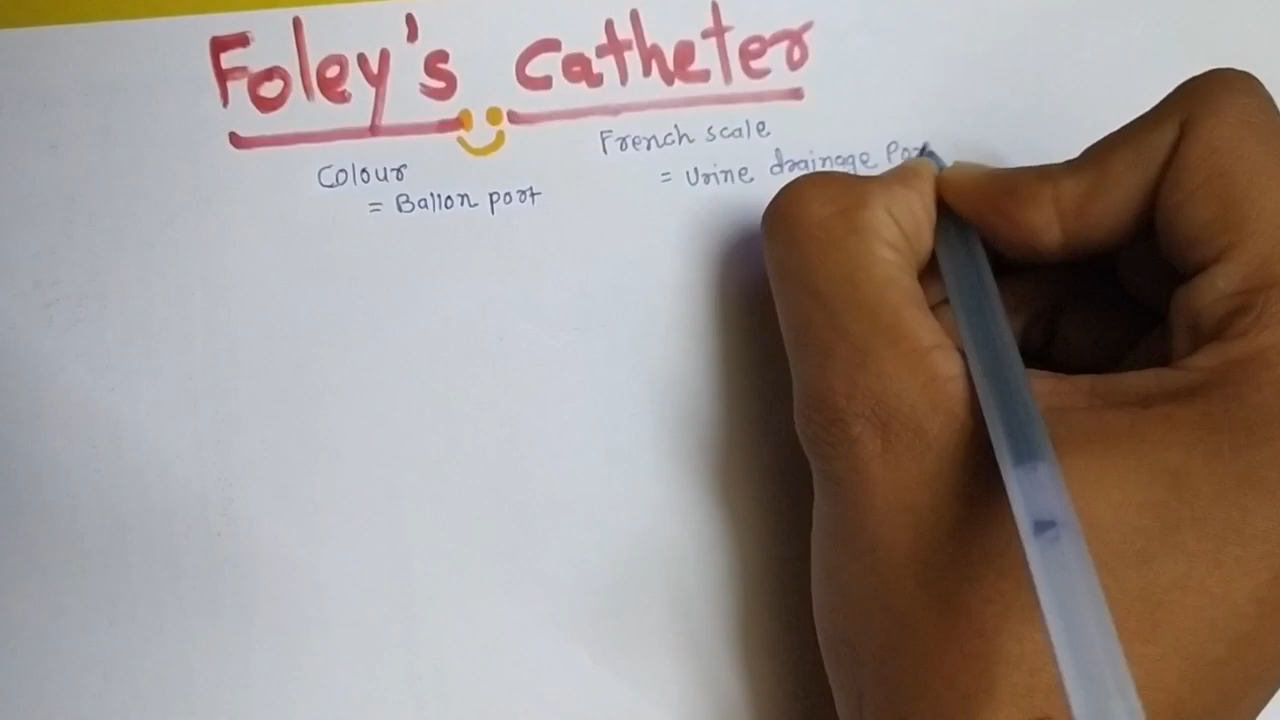 Foley's Catheter
Colour
= Ballon port
French scale
= Urine drainage